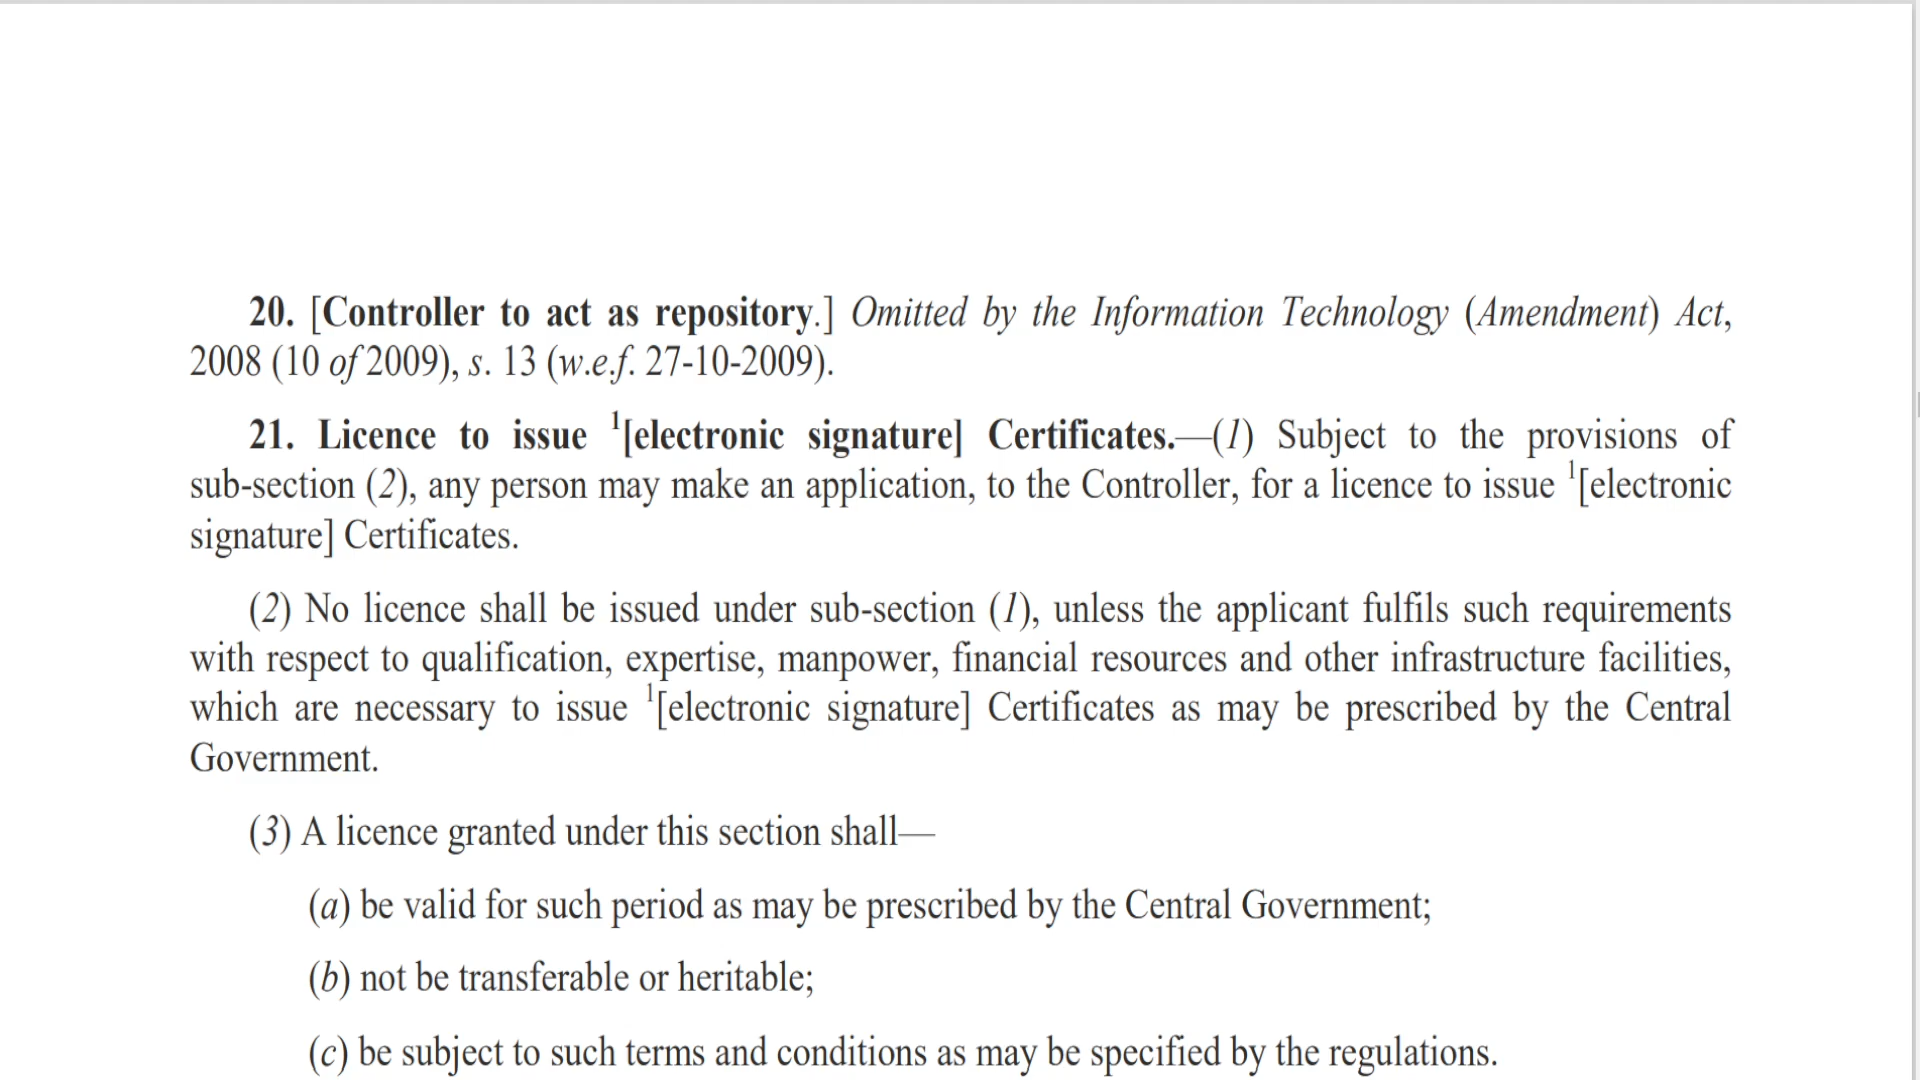 20. [Controller to act as repository.] Omitted by the Information Technology (Amendment) Act,
2008 (10 of 2009), s. 13 (w.e.f. 27-10-2009).
21. Licence to issue ¹[electronic signature] Certificates.—(1) Subject to the provisions of
sub-section (2), any person may make an application, to the Controller, for a licence to issue ¹[electronic
signature] Certificates.
(2) No licence shall be issued under sub-section (1), unless the applicant fulfils such requirements
with respect to qualification, expertise, manpower, financial resources and other infrastructure facilities,
which are necessary to issue ¹[electronic signature] Certificates as may be prescribed by the Central
Government.
(3) A licence granted under this section shall—
(a) be valid for such period as may be prescribed by the Central Government;
(b) not be transferable or heritable;
(c) be subject to such terms and conditions as may be specified by the regulations.